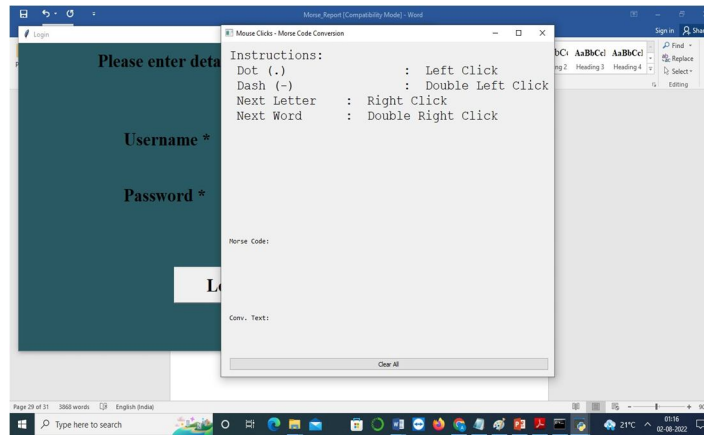 Morse_Report [Compatibility Mode] - Word
Sign in
Login
Mouse Clicks - Morse Code Conversion
AaBbCcl AaBbCcl
Heading 3 Heading 4
Find
Replace
Select
Editing
Please enter
Instructions:
Dot (.) : Left Click
Dash (-) : Double Left Click
Next Letter : Right Click
Next Word : Double Right Click
Username *
Password *
Morse Code:
Conv. Text:
Clear All
Page 29 of 31 3868 words English (India)
Type here to search
21°C
01:16
02-08-2022